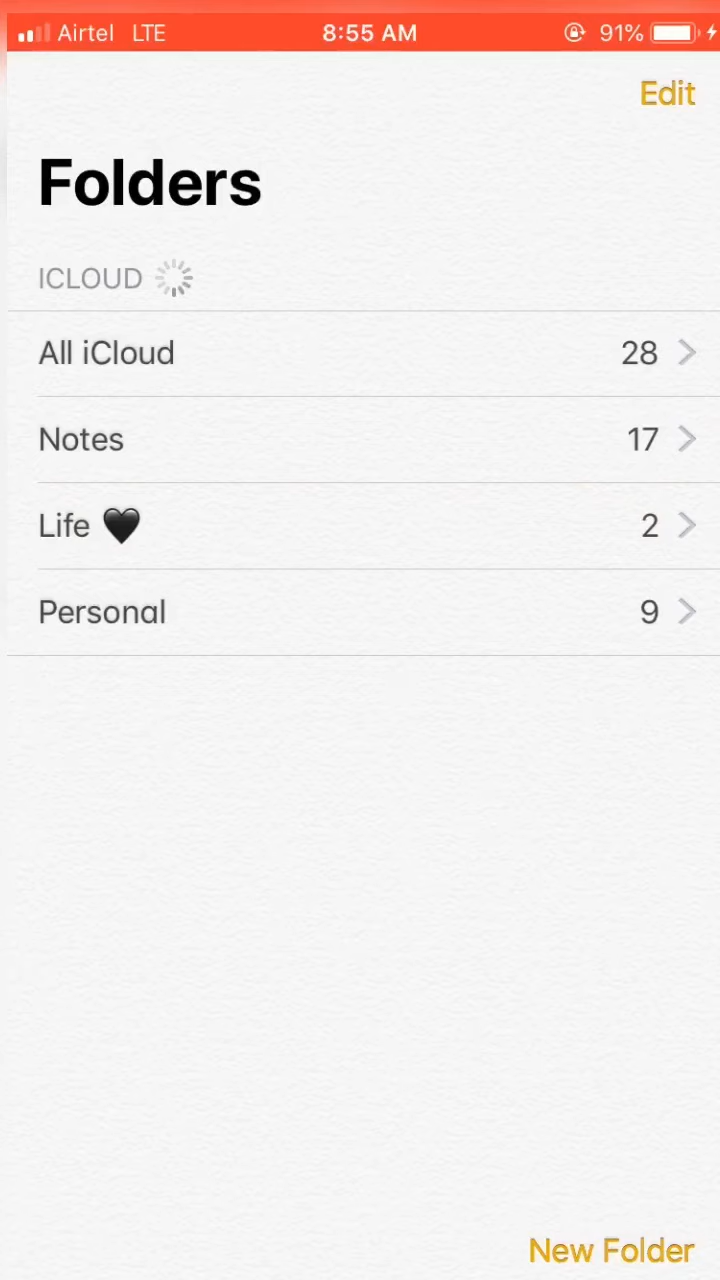 Airtel LTE 8:55 AM 91%
Edit
Folders
ICLOUD
All iCloud 28
Notes 17
Life 🖤 2
Personal 9
New Folder